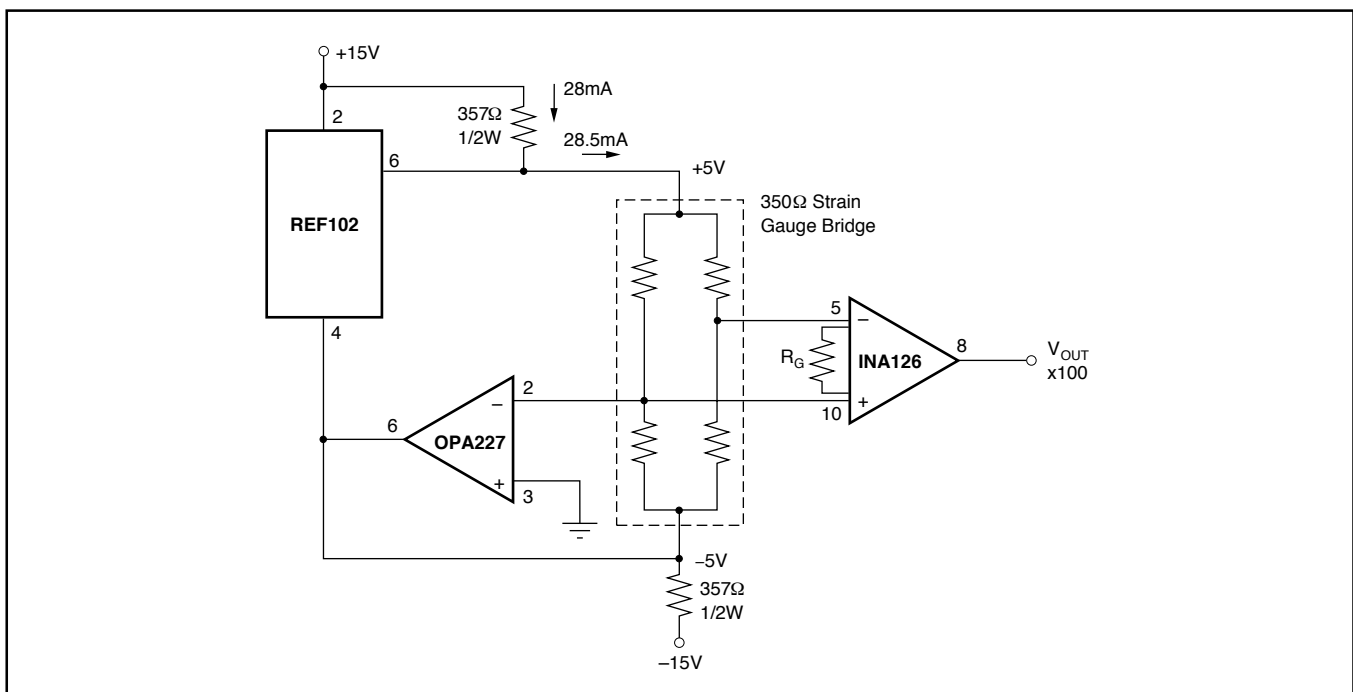 +15V
2
28mA
357Ω
1/2W
28.5mA
6
+5V
REF102
350Ω Strain
Gauge Bridge
4
5
–
R_G
INA126
8
V_OUT
x100
+
10
2
–
6
OPA227
+
3
–5V
357Ω
1/2W
–15V